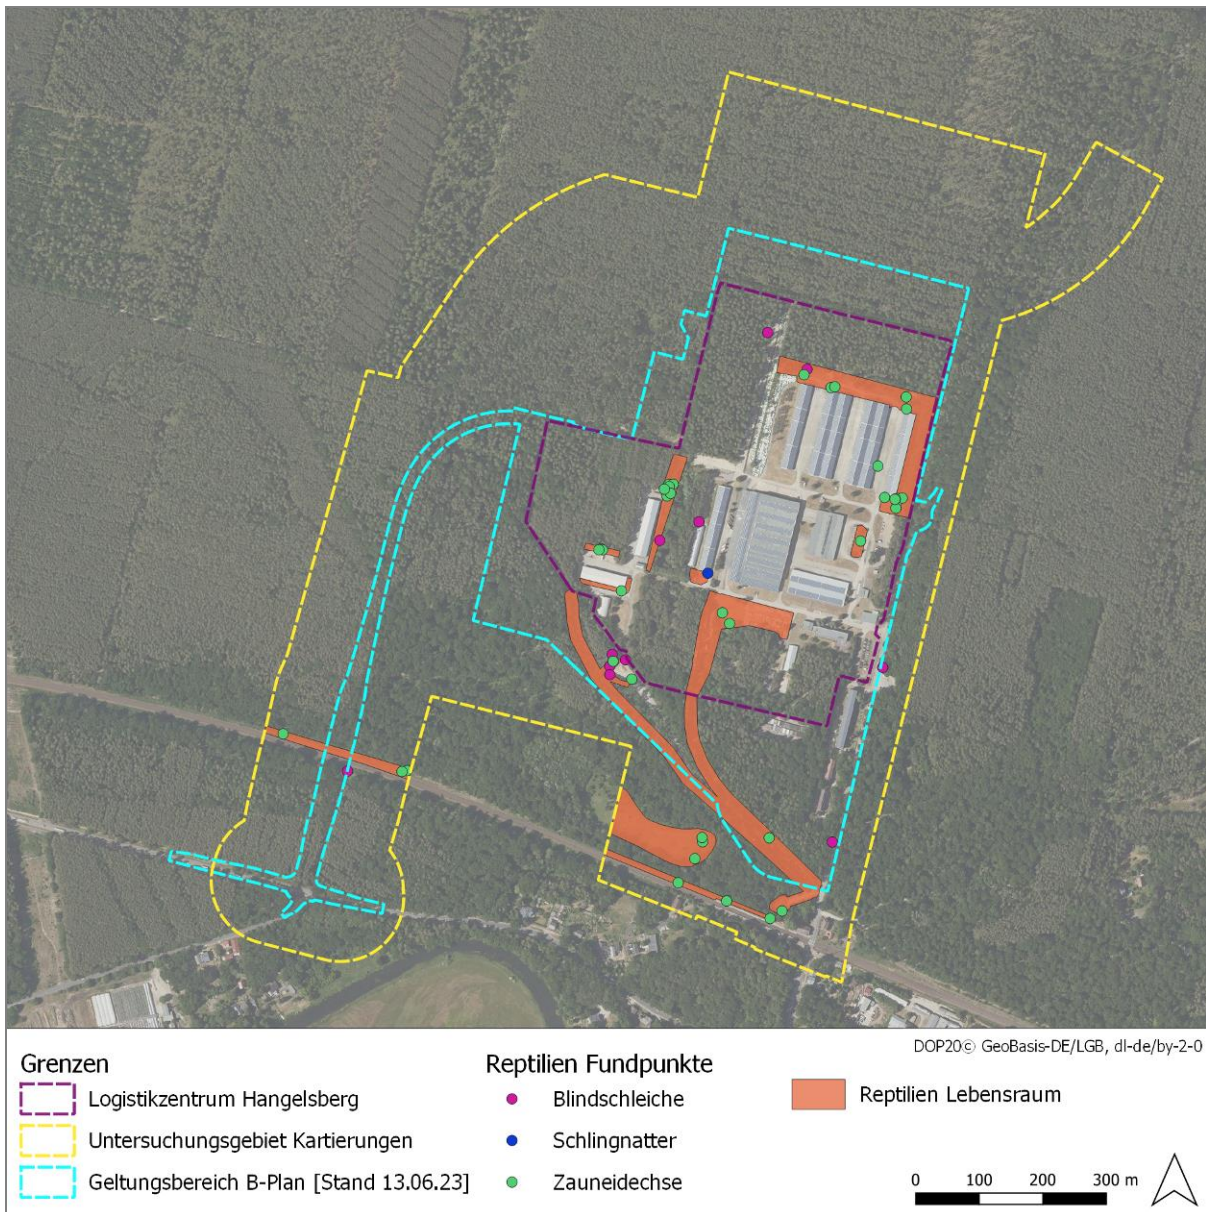 DOP20© GeoBasis-DE/LGB, dl-de/by-2-0
Grenzen
Logistikzentrum Hangelsberg
Untersuchungsgebiet Kartierungen
Geltungsbereich B-Plan [Stand 13.06.23]
Reptilien Fundpunkte
Blindschleiche
Schlingnatter
Zauneidechse
Reptilien Lebensraum
0 100 200 300 m